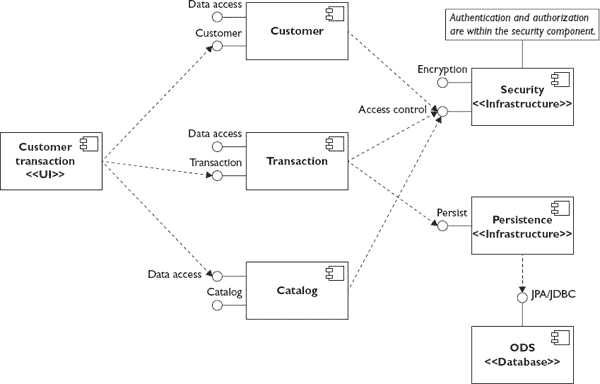 Data access
Customer
Customer
Authentication and authorization
are within the security component.
Encryption
Access control
Security
<<Infrastructure>>
Customer
transaction
<<UI>>
Data access
Transaction
Transaction
Persist
Persistence
<<Infrastructure>>
Data access
Catalog
Catalog
JPA/JDBC
ODS
<<Database>>